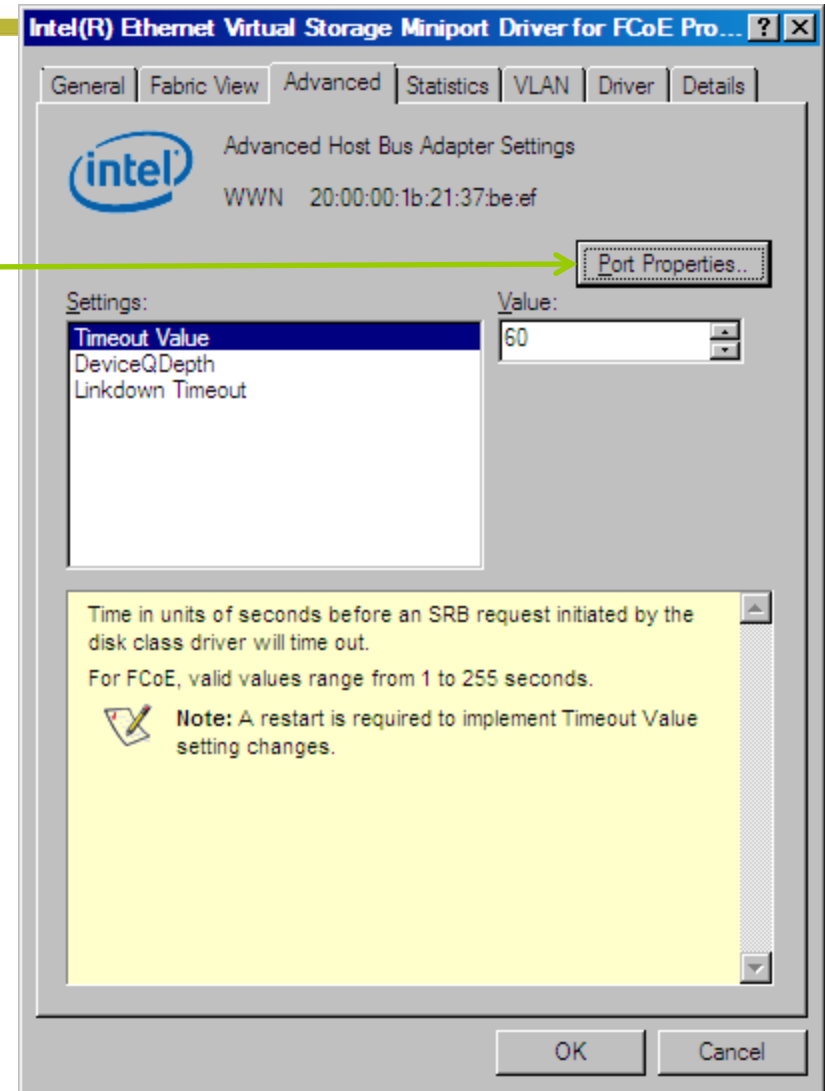 Intel(R) Ethernet Virtual Storage Miniport Driver for FCoE Pro...
General Fabric View Advanced Statistics VLAN Driver Details
intel
Advanced Host Bus Adapter Settings
WWN 20:00:00:1b:21:37:be:ef
Port Properties..
Settings: Value:
Timeout Value 60
DeviceQDepth
Linkdown Timeout
Time in units of seconds before an SRB request initiated by the
disk class driver will time out.
For FCoE, valid values range from 1 to 255 seconds.
Note: A restart is required to implement Timeout Value
setting changes.
OK Cancel